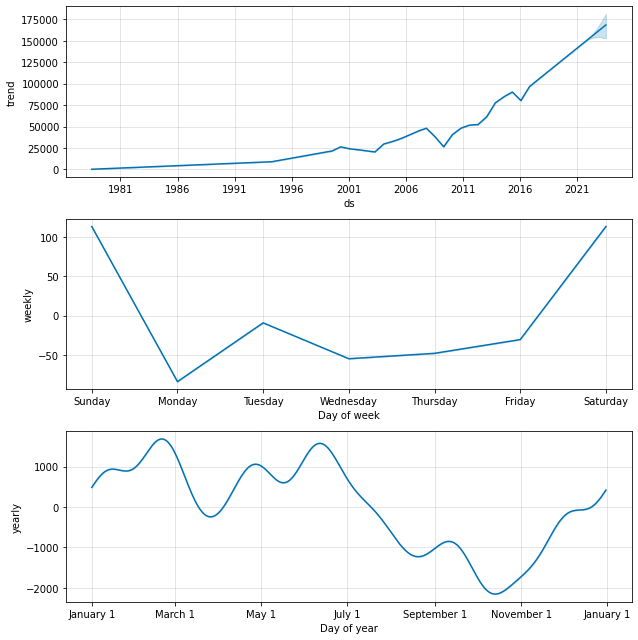 175000
150000
125000
100000
75000
50000
25000
0
trend
1981 1986 1991 1996 2001 2006 2011 2016 2021
ds
100
50
0
−50
weekly
Sunday Monday Tuesday Wednesday Thursday Friday Saturday
Day of week
1000
0
−1000
−2000
yearly
January 1 March 1 May 1 July 1 September 1 November 1 January 1
Day of year